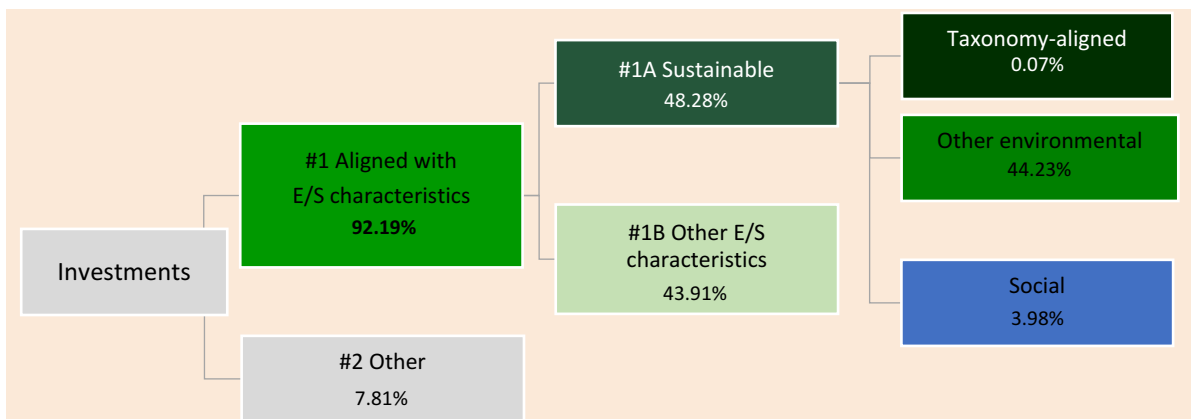 Investments
#1 Aligned with
E/S characteristics
92.19%
#2 Other
7.81%
#1A Sustainable
48.28%
#1B Other E/S
characteristics
43.91%
Taxonomy-aligned
0.07%
Other environmental
44.23%
Social
3.98%